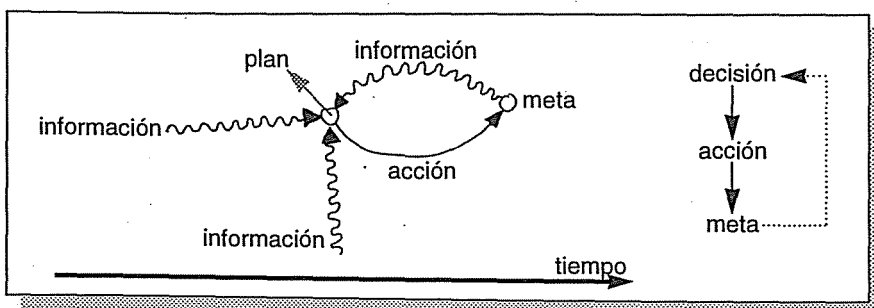 información
plan
decisión
meta
información
acción
acción
meta
información
tiempo